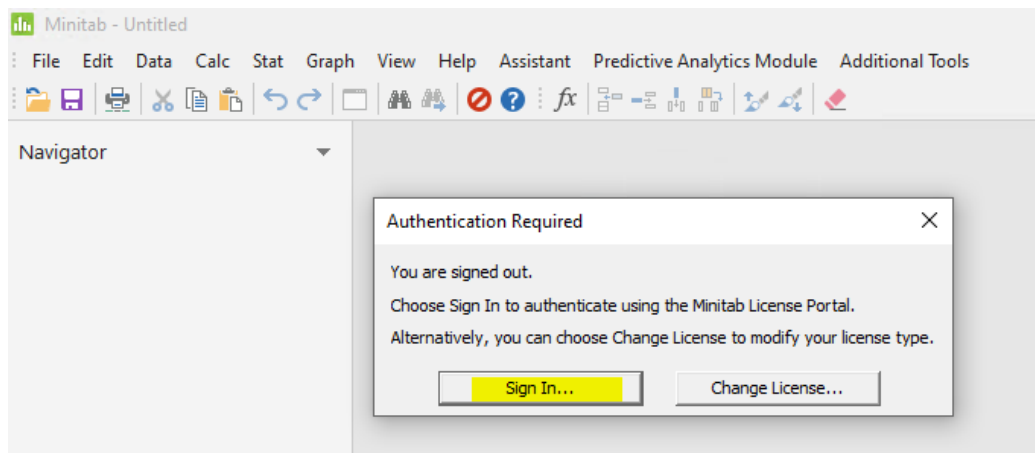 Minitab - Untitled
File Edit Data Calc Stat Graph View Help Assistant Predictive Analytics Module Additional Tools
fx
Navigator
Authentication Required
You are signed out.
Choose Sign In to authenticate using the Minitab License Portal.
Alternatively, you can choose Change License to modify your license type.
Sign In... Change License...